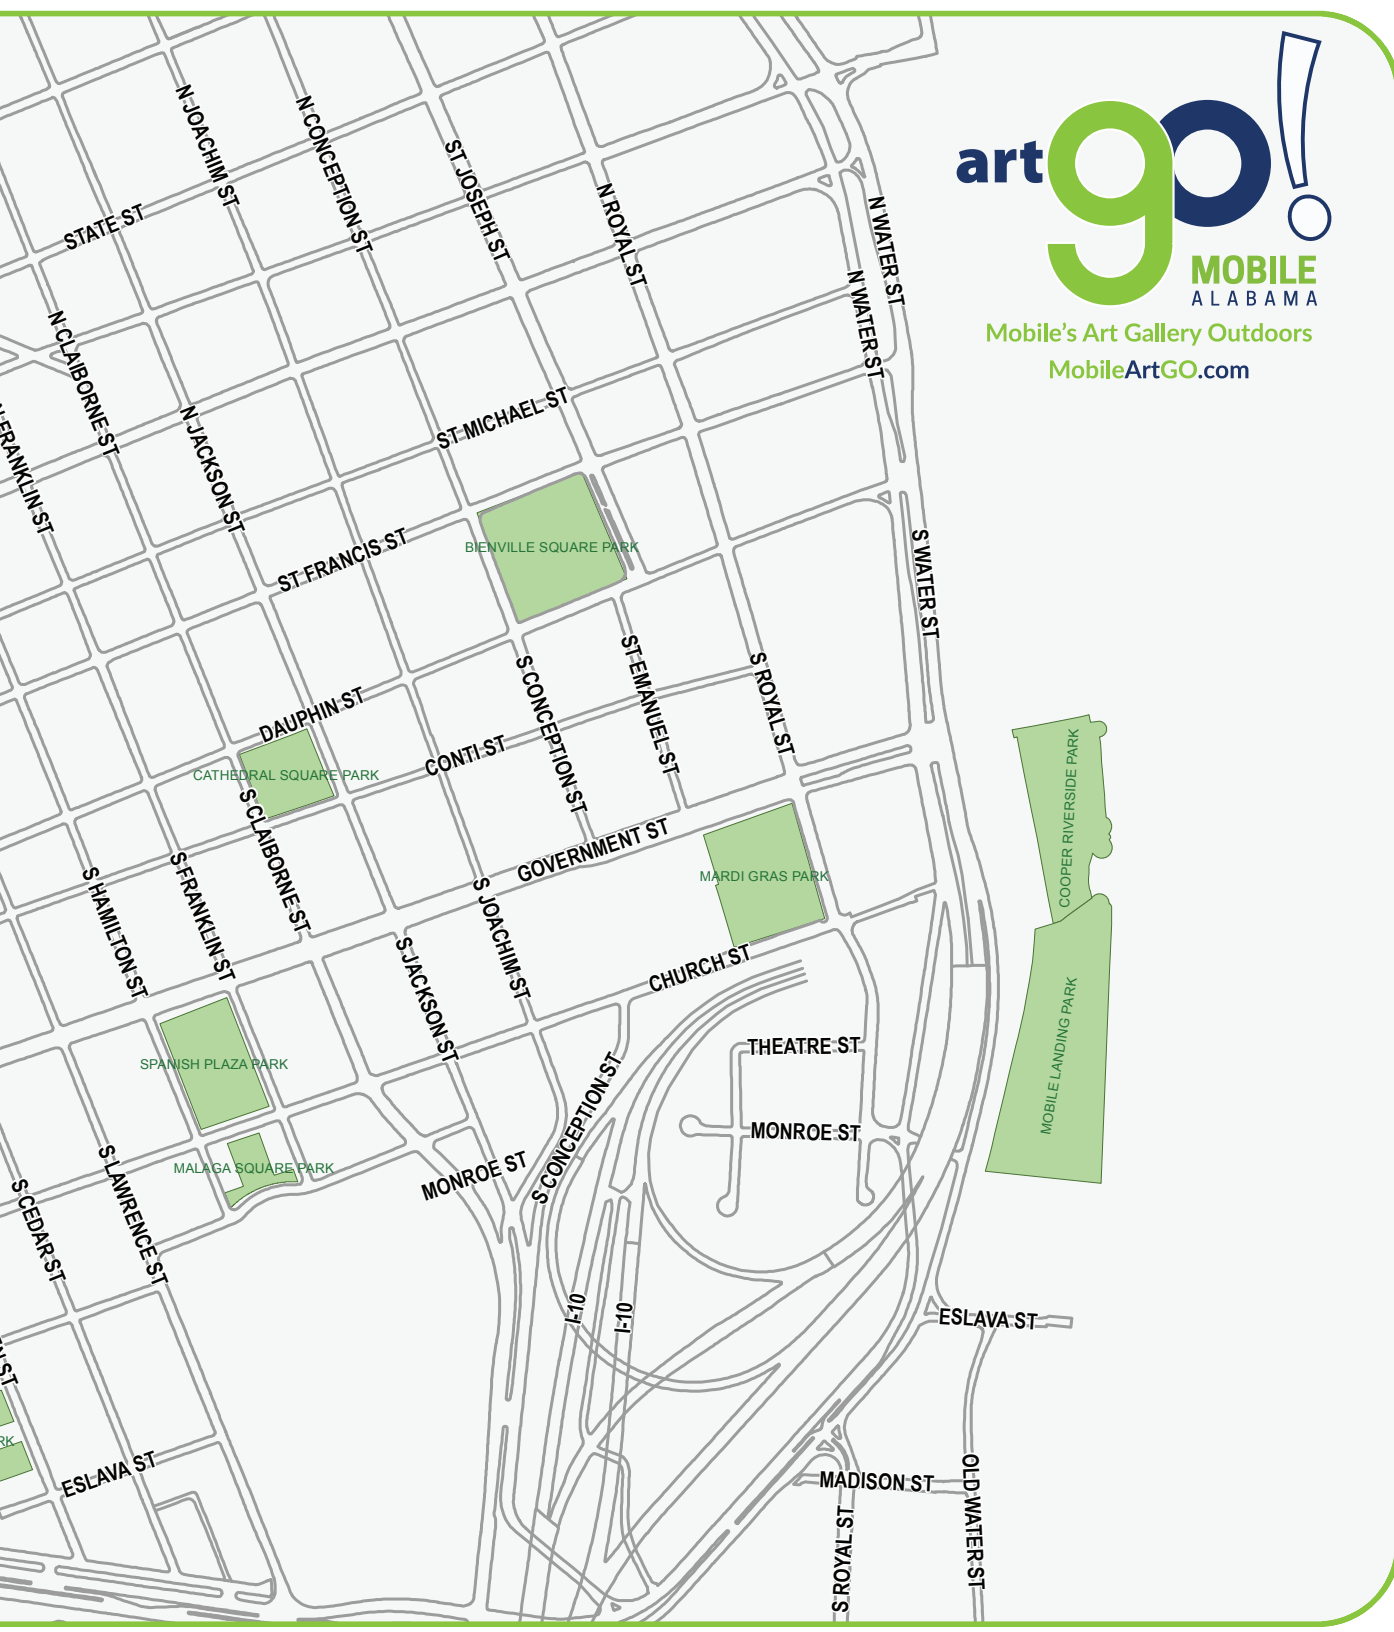 art go!
MOBILE
ALABAMA
Mobile's Art Gallery Outdoors
MobileArtGO.com
N JOACHIM ST
N CONCEPTION ST
ST JOSEPH ST
N ROYAL ST
N WATER ST
N WATER ST
STATE ST
N CLAIBORNE ST
N FRANKLIN ST
N JACKSON ST
ST MICHAEL ST
ST FRANCIS ST
BIENVILLE SQUARE PARK
S WATER ST
DAUPHIN ST
CATHEDRAL SQUARE PARK
CONTI ST
S CONCEPTION ST
ST EMANUEL ST
S ROYAL ST
COOPER RIVERSIDE PARK
S CLAIBORNE ST
GOVERNMENT ST
MARDI GRAS PARK
S HAMILTON ST
S FRANKLIN ST
S JACKSON ST
S JOACHIM ST
CHURCH ST
SPANISH PLAZA PARK
THEATRE ST
MOBILE LANDING PARK
MONROE ST
MALAGA SQUARE PARK
MONROE ST
S CONCEPTION ST
S LAWRENCE ST
S CEDAR ST
I-10
I-10
ESLAVA ST
N ST
RK
ESLAVA ST
MADISON ST
OLD WATER ST
S ROYAL ST